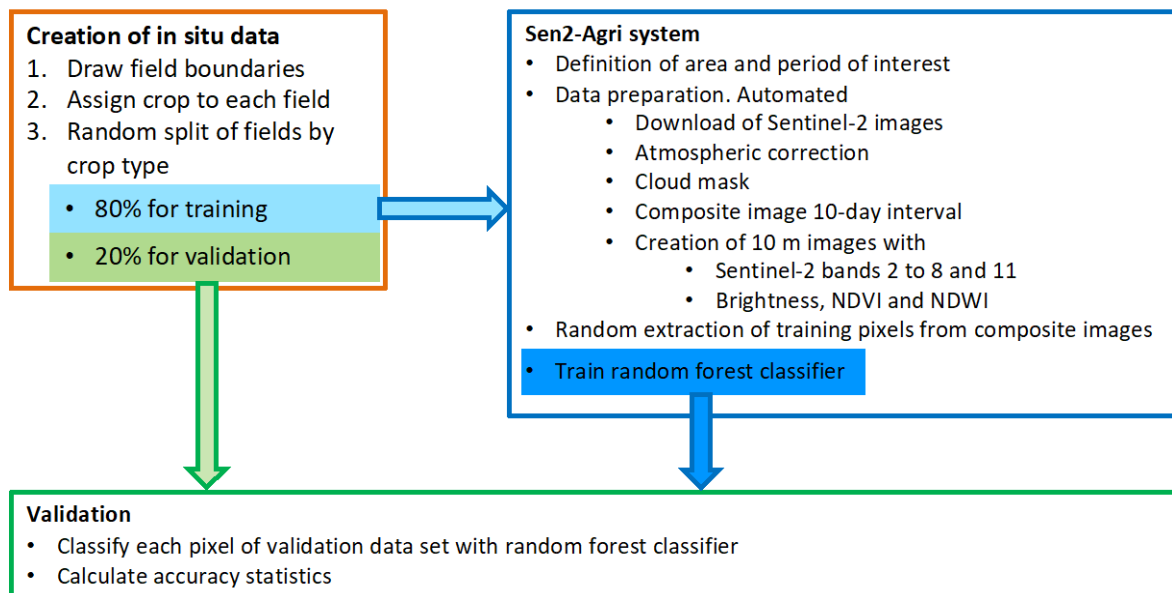 Creation of in situ data
1. Draw field boundaries
2. Assign crop to each field
3. Random split of fields by
crop type
• 80% for training
• 20% for validation
Sen2-Agri system
• Definition of area and period of interest
• Data preparation. Automated
• Download of Sentinel-2 images
• Atmospheric correction
• Cloud mask
• Composite image 10-day interval
• Creation of 10 m images with
• Sentinel-2 bands 2 to 8 and 11
• Brightness, NDVI and NDWI
• Random extraction of training pixels from composite images
• Train random forest classifier
Validation
• Classify each pixel of validation data set with random forest classifier
• Calculate accuracy statistics